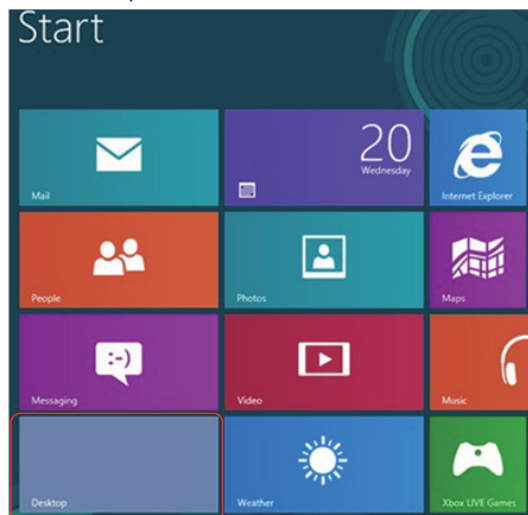 Start
20
Wednesday
Mail
Internet Explorer
People
Photos
Maps
:-)
Messaging
Video
Music
Desktop
Weather
Xbox LIVE Games